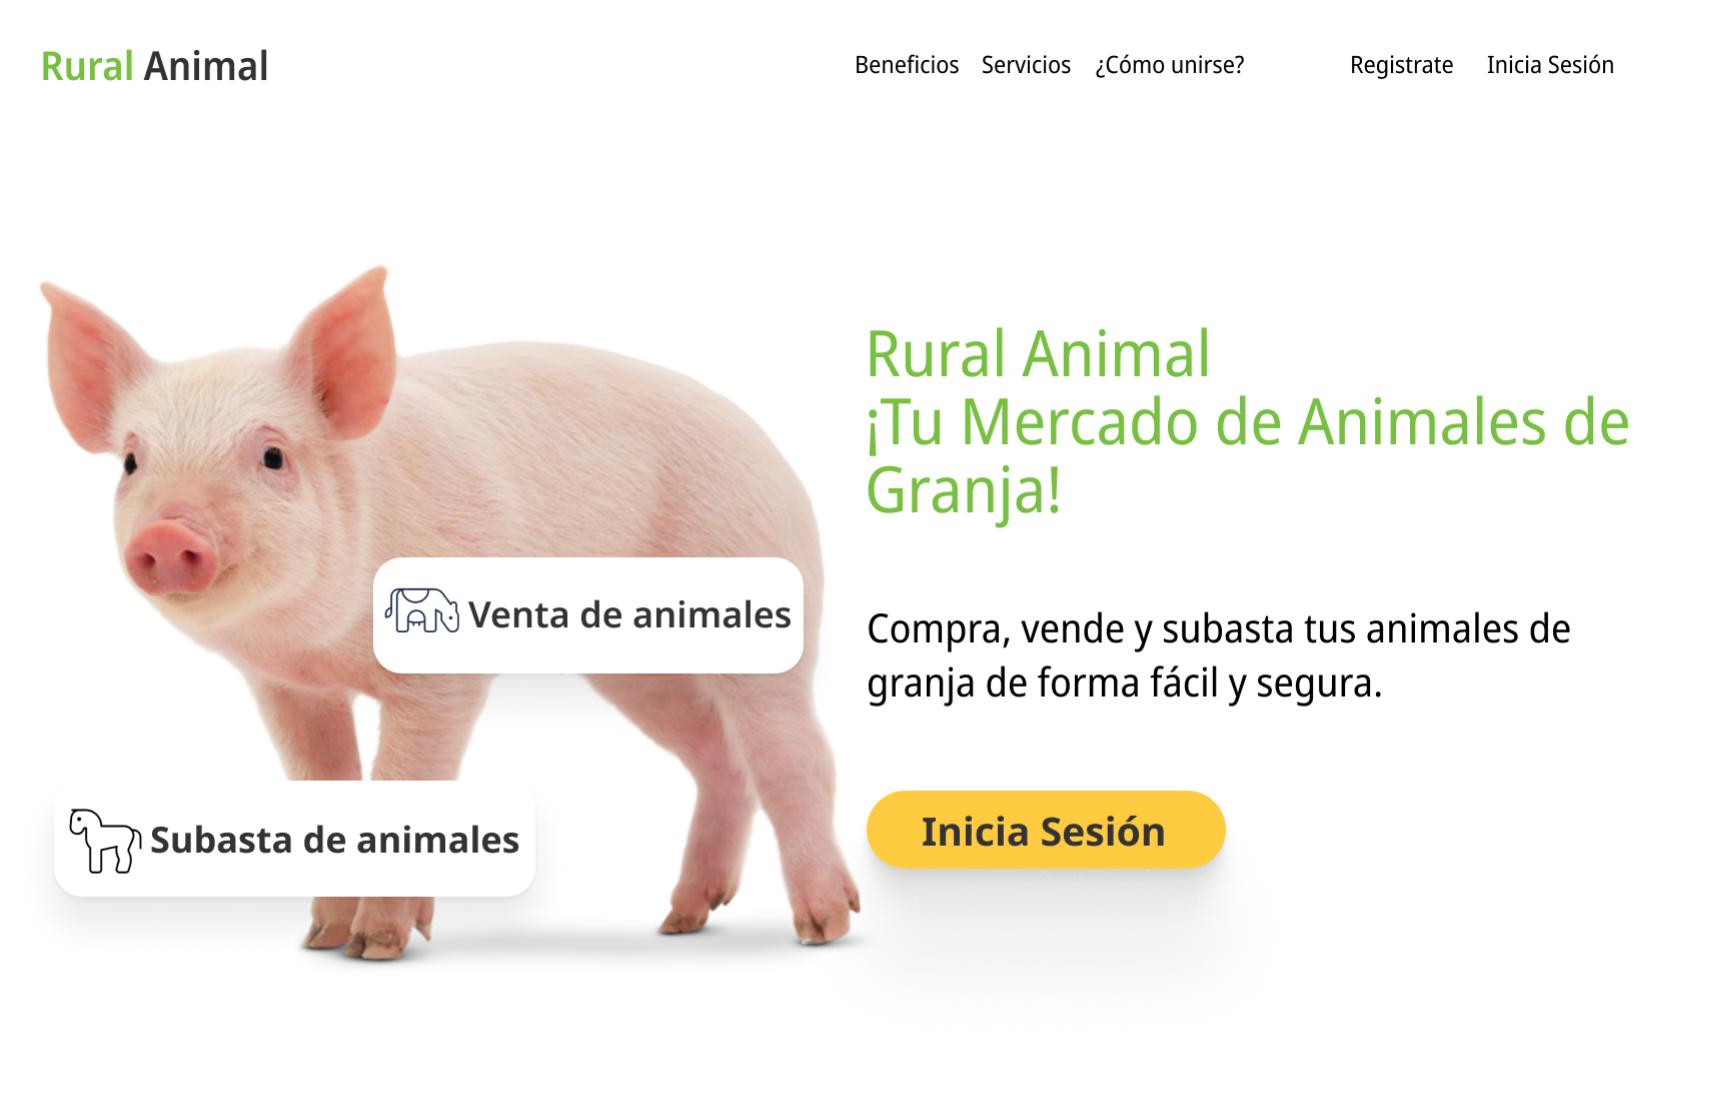 Rural Animal
Beneficios Servicios ¿Cómo unirse? Registrate Inicia Sesión
Rural Animal
¡Tu Mercado de Animales de
Granja!
Venta de animales
Compra, vende y subasta tus animales de
granja de forma fácil y segura.
Subasta de animales
Inicia Sesión